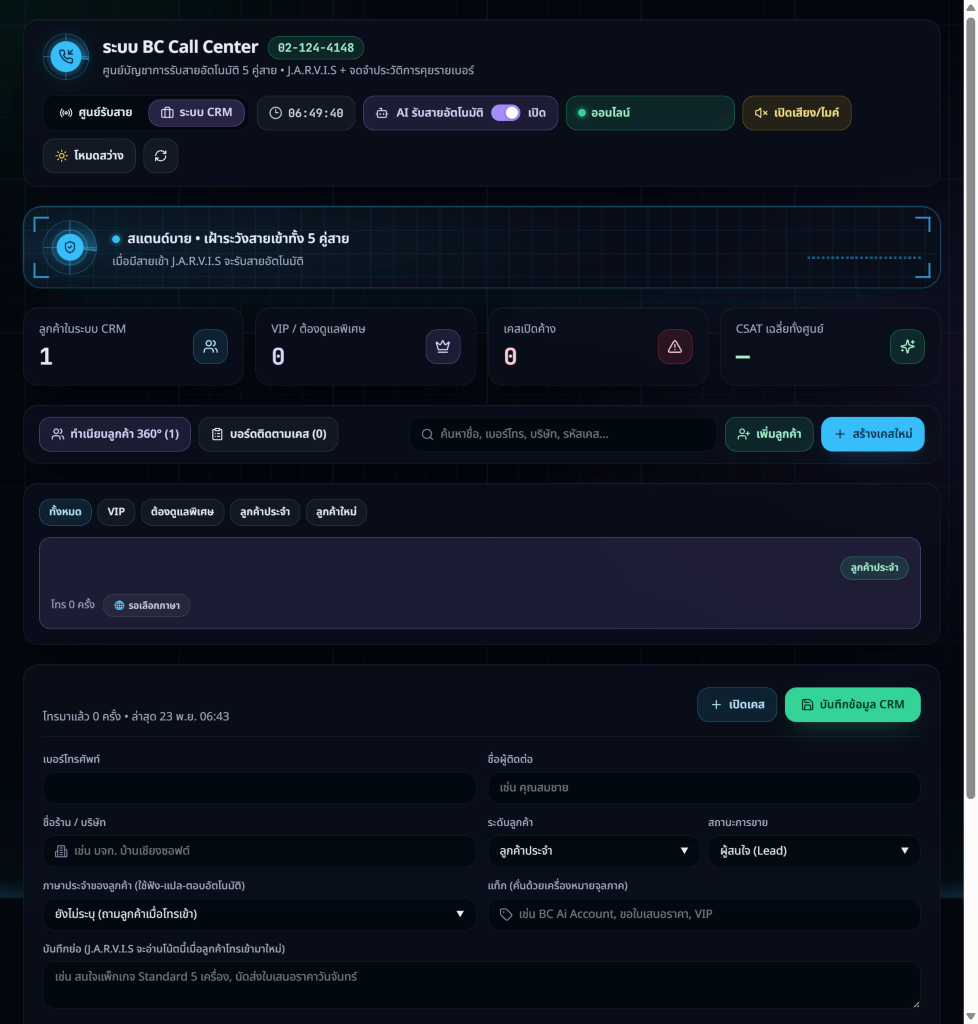 ระบบ BC Call Center 02-124-4148
ศูนย์บัญชาการรับสายอัตโนมัติ 5 คู่สาย • J.A.R.V.I.S + จดจำประวัติการคุยรายเบอร์
ศูนย์รับสาย ระบบ CRM 06:49:40 AI รับสายอัตโนมัติ เปิด ออนไลน์ เปิดเสียง/ไมค์
โหมดสว่าง
สแตนด์บาย • เฝ้าระวังสายเข้าทั้ง 5 คู่สาย
เมื่อมีสายเข้า J.A.R.V.I.S จะรับสายอัตโนมัติ
ลูกค้าในระบบ CRM
1
VIP / ต้องดูแลพิเศษ
0
เคสเปิดค้าง
0
CSAT เฉลี่ยทั้งศูนย์
—
ทำเนียบลูกค้า 360° (1) บอร์ดติดตามเคส (0) ค้นหาชื่อ, เบอร์โทร, บริษัท, รหัสเคส... เพิ่มลูกค้า สร้างเคสใหม่
ทั้งหมด VIP ต้องดูแลพิเศษ ลูกค้าประจำ ลูกค้าใหม่
ลูกค้าประจำ
โทร 0 ครั้ง รอเลือกภาษา
โทรมาแล้ว 0 ครั้ง • ล่าสุด 23 พ.ย. 06:43 เปิดเคส บันทึกข้อมูล CRM
เบอร์โทรศัพท์ ชื่อผู้ติดต่อ
เช่น คุณสมชาย
ชื่อร้าน / บริษัท ระดับลูกค้า สถานะการขาย
เช่น บจก. บ้านเชียงซอฟต์ ลูกค้าประจำ ผู้สนใจ (Lead)
ภาษาประจำของลูกค้า (ใช้ฟัง-แปล-ตอบอัตโนมัติ) แท็ก (คั่นด้วยเครื่องหมายจุลภาค)
ยังไม่ระบุ (ถามลูกค้าเมื่อโทรเข้า) เช่น BC Ai Account, ขอใบเสนอราคา, VIP
บันทึกย่อ (J.A.R.V.I.S จะอ่านโน้ตนี้เมื่อลูกค้าโทรเข้ามาใหม่)
เช่น สนใจแพ็กเกจ Standard 5 เครื่อง, นัดส่งใบเสนอราคาวันจันทร์